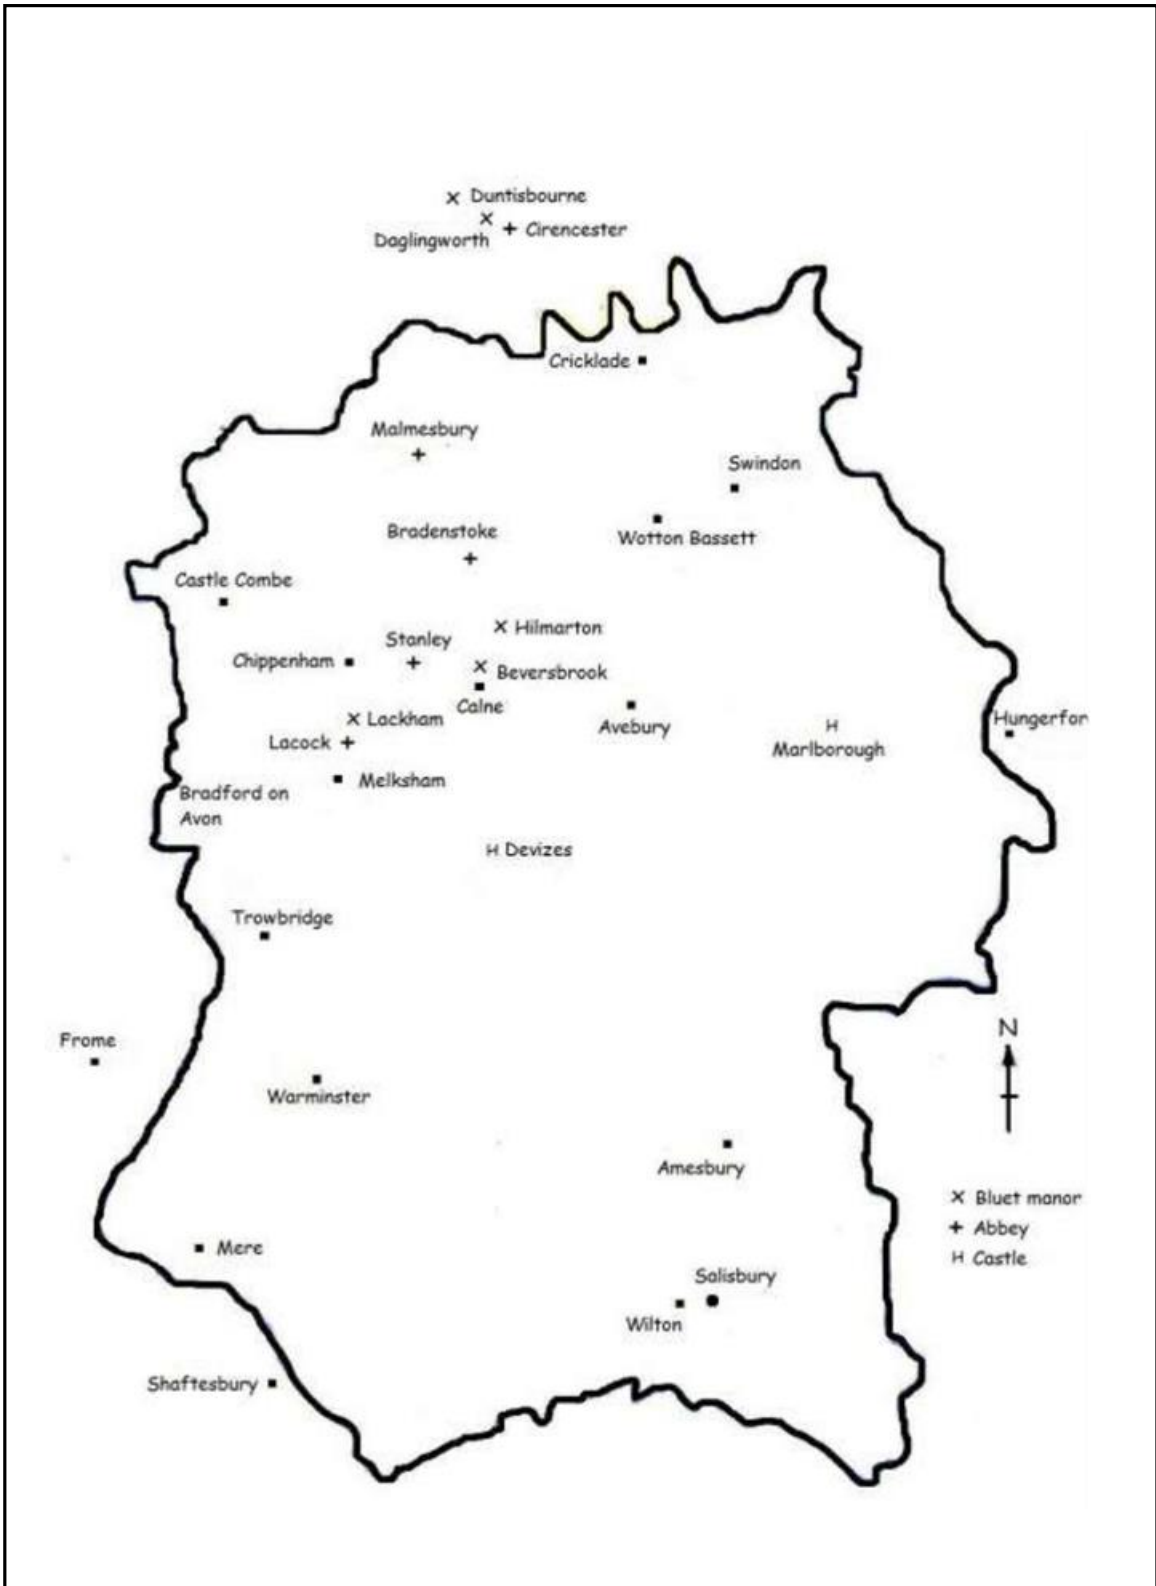 × Duntisbourne
×
Daglingworth
+ Cirencester
Cricklade
Malmesbury
+
Swindon
Bradenstoke
+
Wotton Bassett
Castle Combe
× Hilmarton
Stanley
+
Chippenham
× Beversbrook
Calne
× Lackham
Avebury
Hungerfor
H
Marlborough
Lacock +
Melksham
Bradford on
Avon
H Devizes
Trowbridge
N
Frome
Warminster
Amesbury
× Bluet manor
+ Abbey
H Castle
Mere
Salisbury
Wilton
Shaftesbury